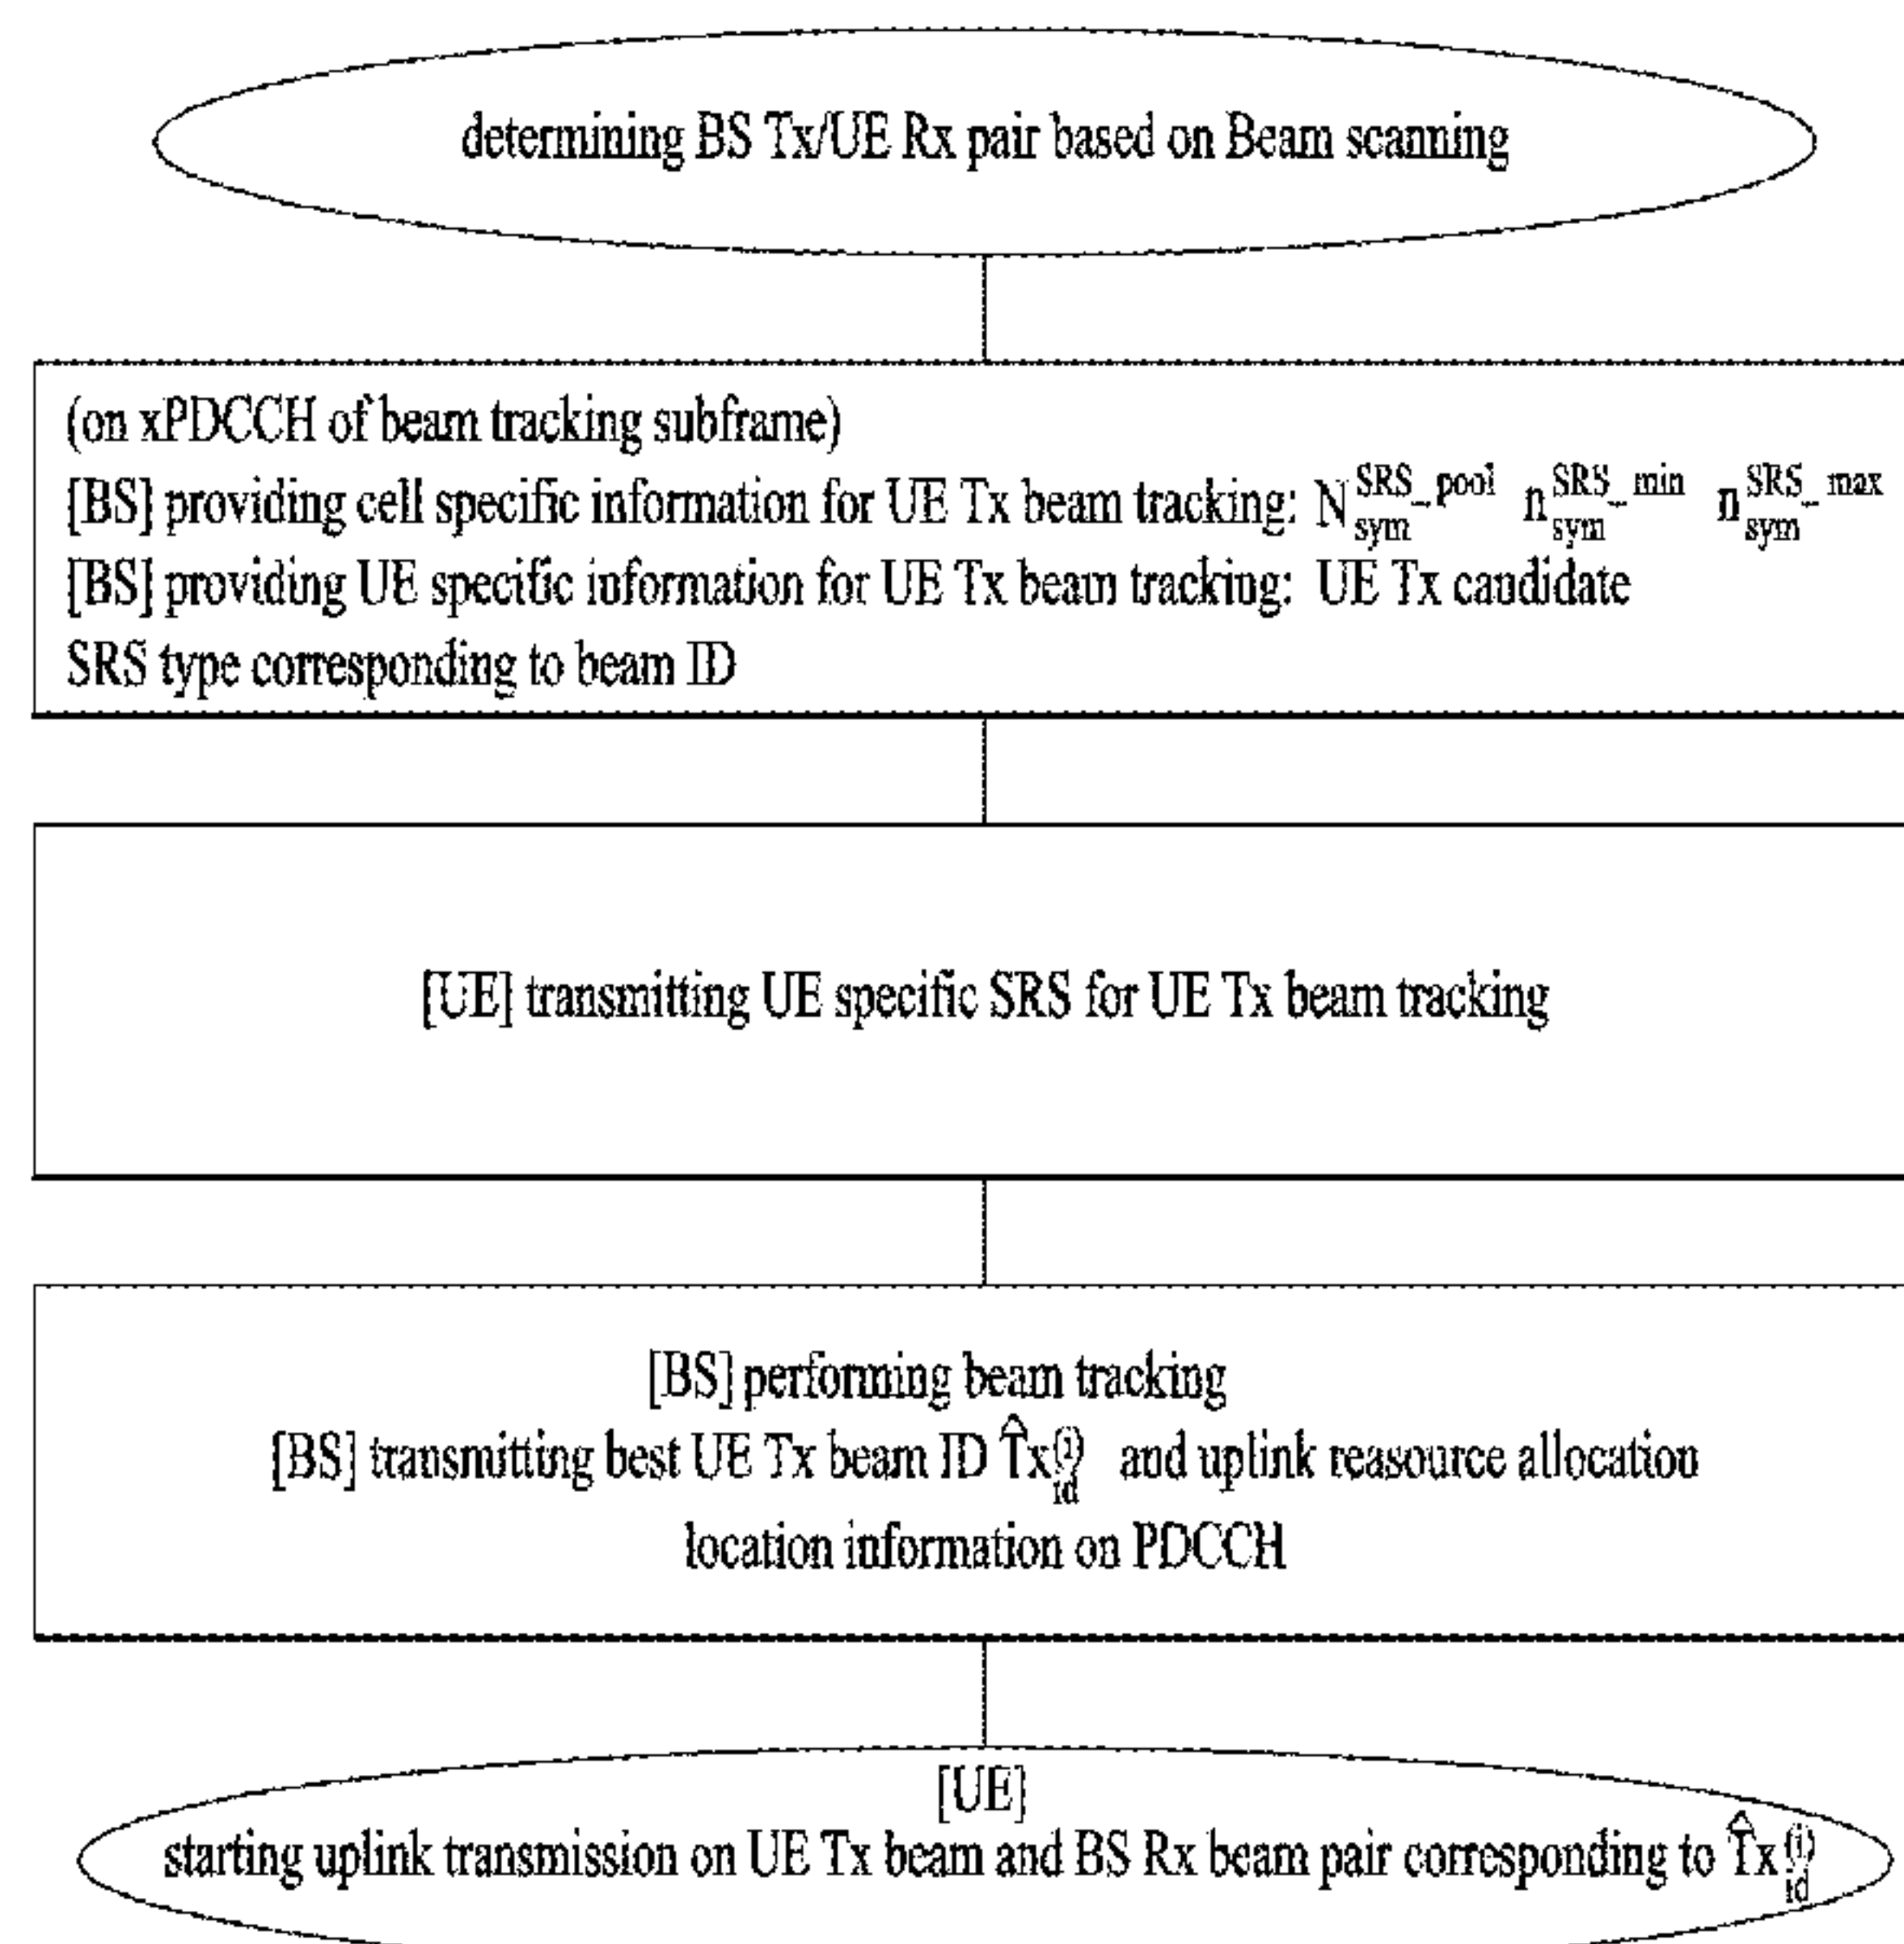 determining BS Tx/UE Rx pair based on Beam scanning
(on xPDCCH of beam tracking subframe)
[BS] providing cell specific information for UE Tx beam tracking: N_sym^SRS_pool n_sym^SRS_min n_sym^SRS_max
[BS] providing UE specific information for UE Tx beam tracking: UE Tx candidate
SRS type corresponding to beam ID
[UE] transmitting UE specific SRS for UE Tx beam tracking
[BS] performing beam tracking
[BS] transmitting best UE Tx beam ID T̂x_id^(i) and uplink reasource allocation
location information on PDCCH
[UE]
starting uplink transmission on UE Tx beam and BS Rx beam pair corresponding to T̂x_id^(i)